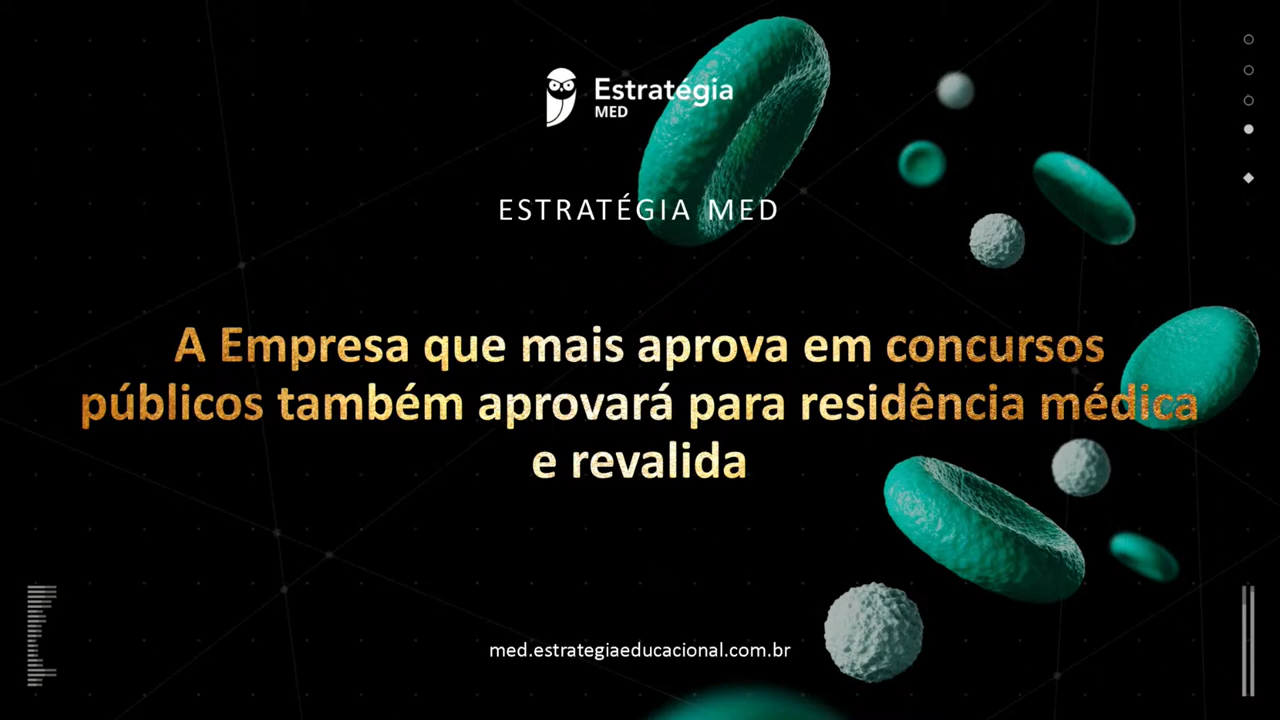 Estratégia
MED
ESTRATÉGIA MED
A Empresa que mais aprova em concursos
públicos também aprovará para residência médica
e revalida
med.estrategiaeducacional.com.br